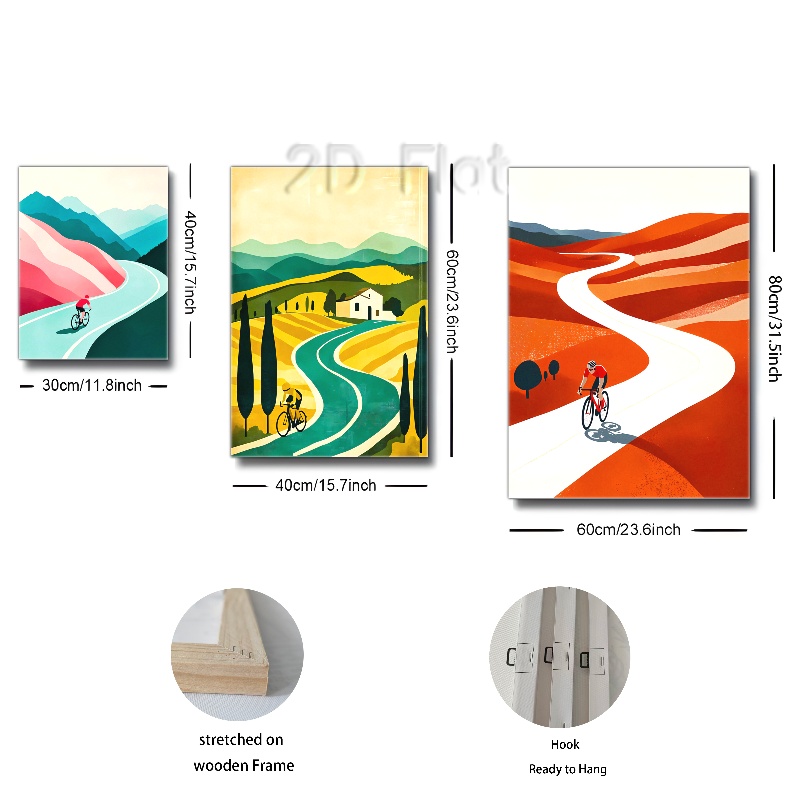 2D Flat
40cm/15.7inch
30cm/11.8inch
60cm/23.6inch
40cm/15.7inch
80cm/31.5inch
60cm/23.6inch
stretched on
wooden Frame
Hook
Ready to Hang